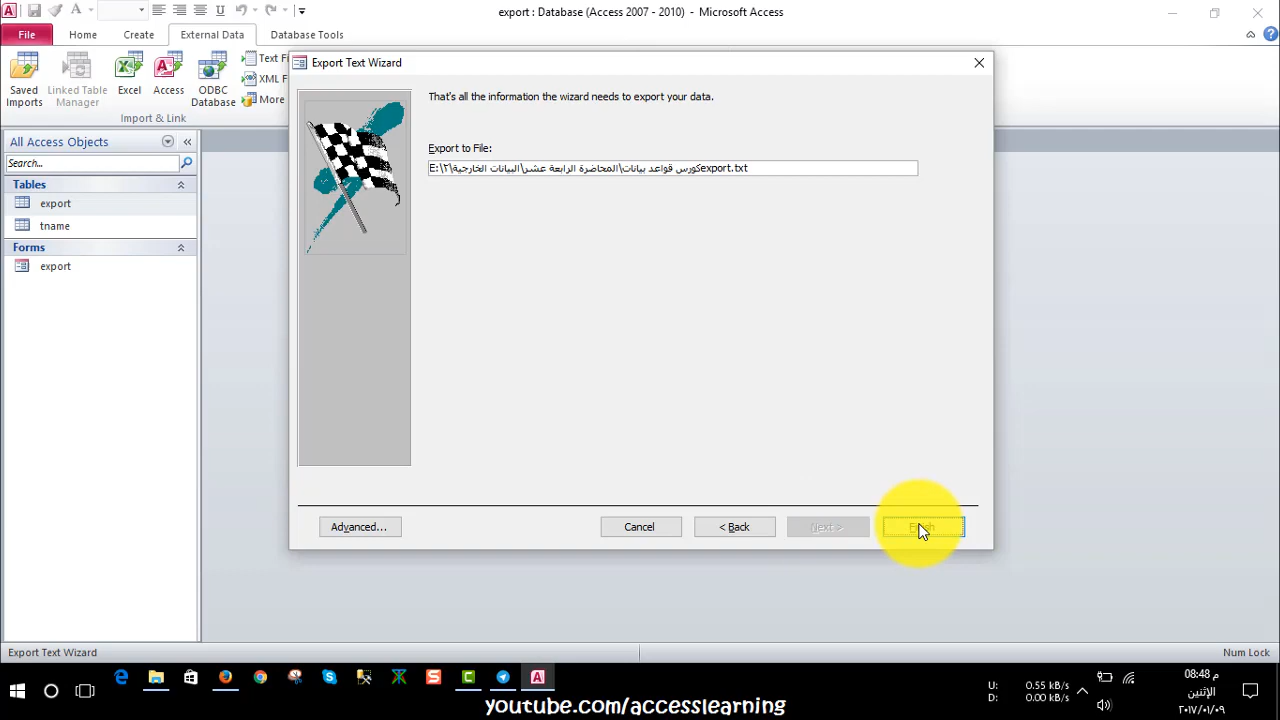 export : Database (Access 2007 - 2010) - Microsoft Access
File Home Create External Data Database Tools
Saved Imports
Linked Table Manager
Excel
Access
ODBC Database
Text Fi
XML F
More
Import & Link
Export Text Wizard
All Access Objects
Search...
Tables
export
tname
Forms
export
That's all the information the wizard needs to export your data.
Export to File:
E:\كورس قواعد بيانات\المحاضرة الرابعة عشر\البيانات الخارجية\٢export.txt
Advanced... Cancel < Back Next > Finish
Export Text Wizard Num Lock
U: 0.55 kB/s
D: 0.00 kB/s
08:48 م
الإثنين
٢٠١٧/٠١/٠٩
youtube.com/accesslearning